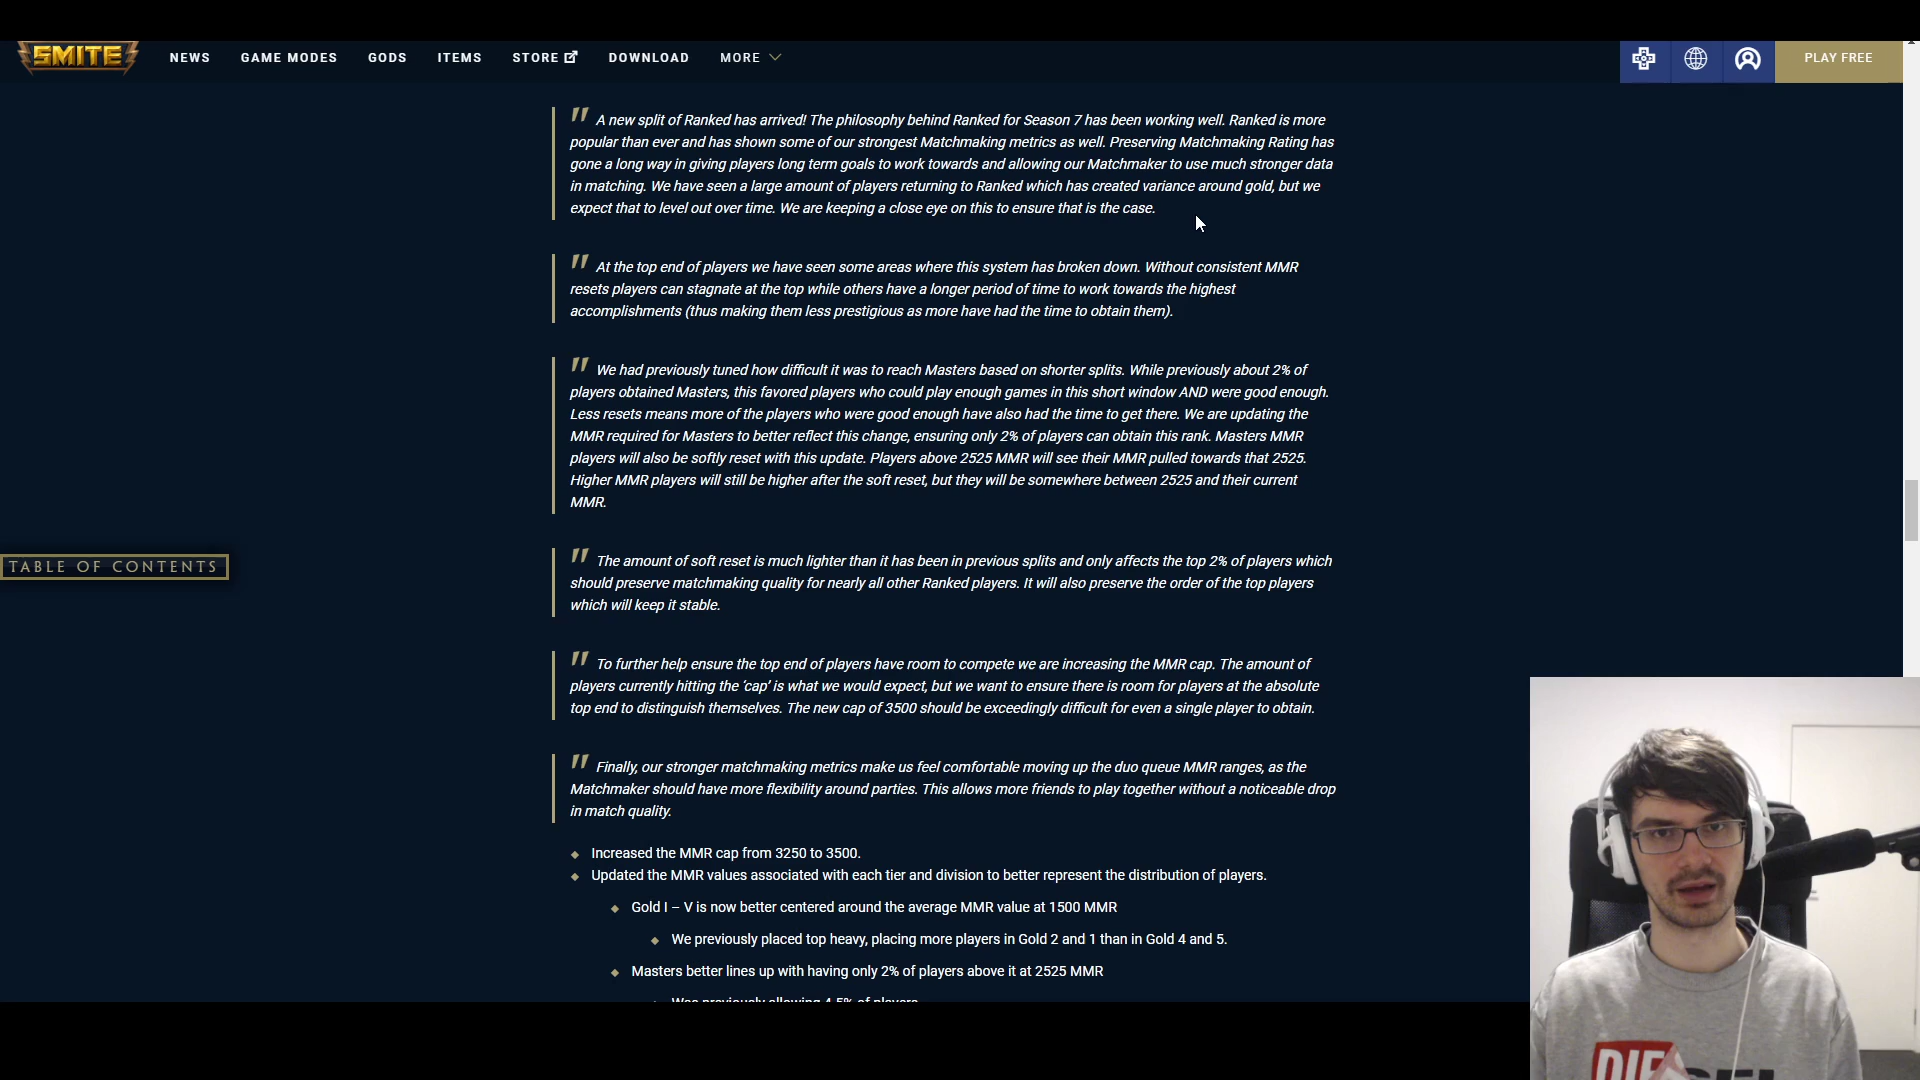 SMITE
NEWS GAME MODES GODS ITEMS STORE DOWNLOAD MORE PLAY FREE
" A new split of Ranked has arrived! The philosophy behind Ranked for Season 7 has been working well. Ranked is more
popular than ever and has shown some of our strongest Matchmaking metrics as well. Preserving Matchmaking Rating has
gone a long way in giving players long term goals to work towards and allowing our Matchmaker to use much stronger data
in matching. We have seen a large amount of players returning to Ranked which has created variance around gold, but we
expect that to level out over time. We are keeping a close eye on this to ensure that is the case.
" At the top end of players we have seen some areas where this system has broken down. Without consistent MMR
resets players can stagnate at the top while others have a longer period of time to work towards the highest
accomplishments (thus making them less prestigious as more have had the time to obtain them).
" We had previously tuned how difficult it was to reach Masters based on shorter splits. While previously about 2% of
players obtained Masters, this favored players who could play enough games in this short window AND were good enough.
Less resets means more of the players who were good enough have also had the time to get there. We are updating the
MMR required for Masters to better reflect this change, ensuring only 2% of players can obtain this rank. Masters MMR
players will also be softly reset with this update. Players above 2525 MMR will see their MMR pulled towards that 2525.
Higher MMR players will still be higher after the soft reset, but they will be somewhere between 2525 and their current
MMR.
TABLE OF CONTENTS
" The amount of soft reset is much lighter than it has been in previous splits and only affects the top 2% of players which
should preserve matchmaking quality for nearly all other Ranked players. It will also preserve the order of the top players
which will keep it stable.
" To further help ensure the top end of players have room to compete we are increasing the MMR cap. The amount of
players currently hitting the ‘cap’ is what we would expect, but we want to ensure there is room for players at the absolute
top end to distinguish themselves. The new cap of 3500 should be exceedingly difficult for even a single player to obtain.
" Finally, our stronger matchmaking metrics make us feel comfortable moving up the duo queue MMR ranges, as the
Matchmaker should have more flexibility around parties. This allows more friends to play together without a noticeable drop
in match quality.
Increased the MMR cap from 3250 to 3500.
Updated the MMR values associated with each tier and division to better represent the distribution of players.
Gold I – V is now better centered around the average MMR value at 1500 MMR
We previously placed top heavy, placing more players in Gold 2 and 1 than in Gold 4 and 5.
Masters better lines up with having only 2% of players above it at 2525 MMR
Was previously allowing 4.5% of players
DIE